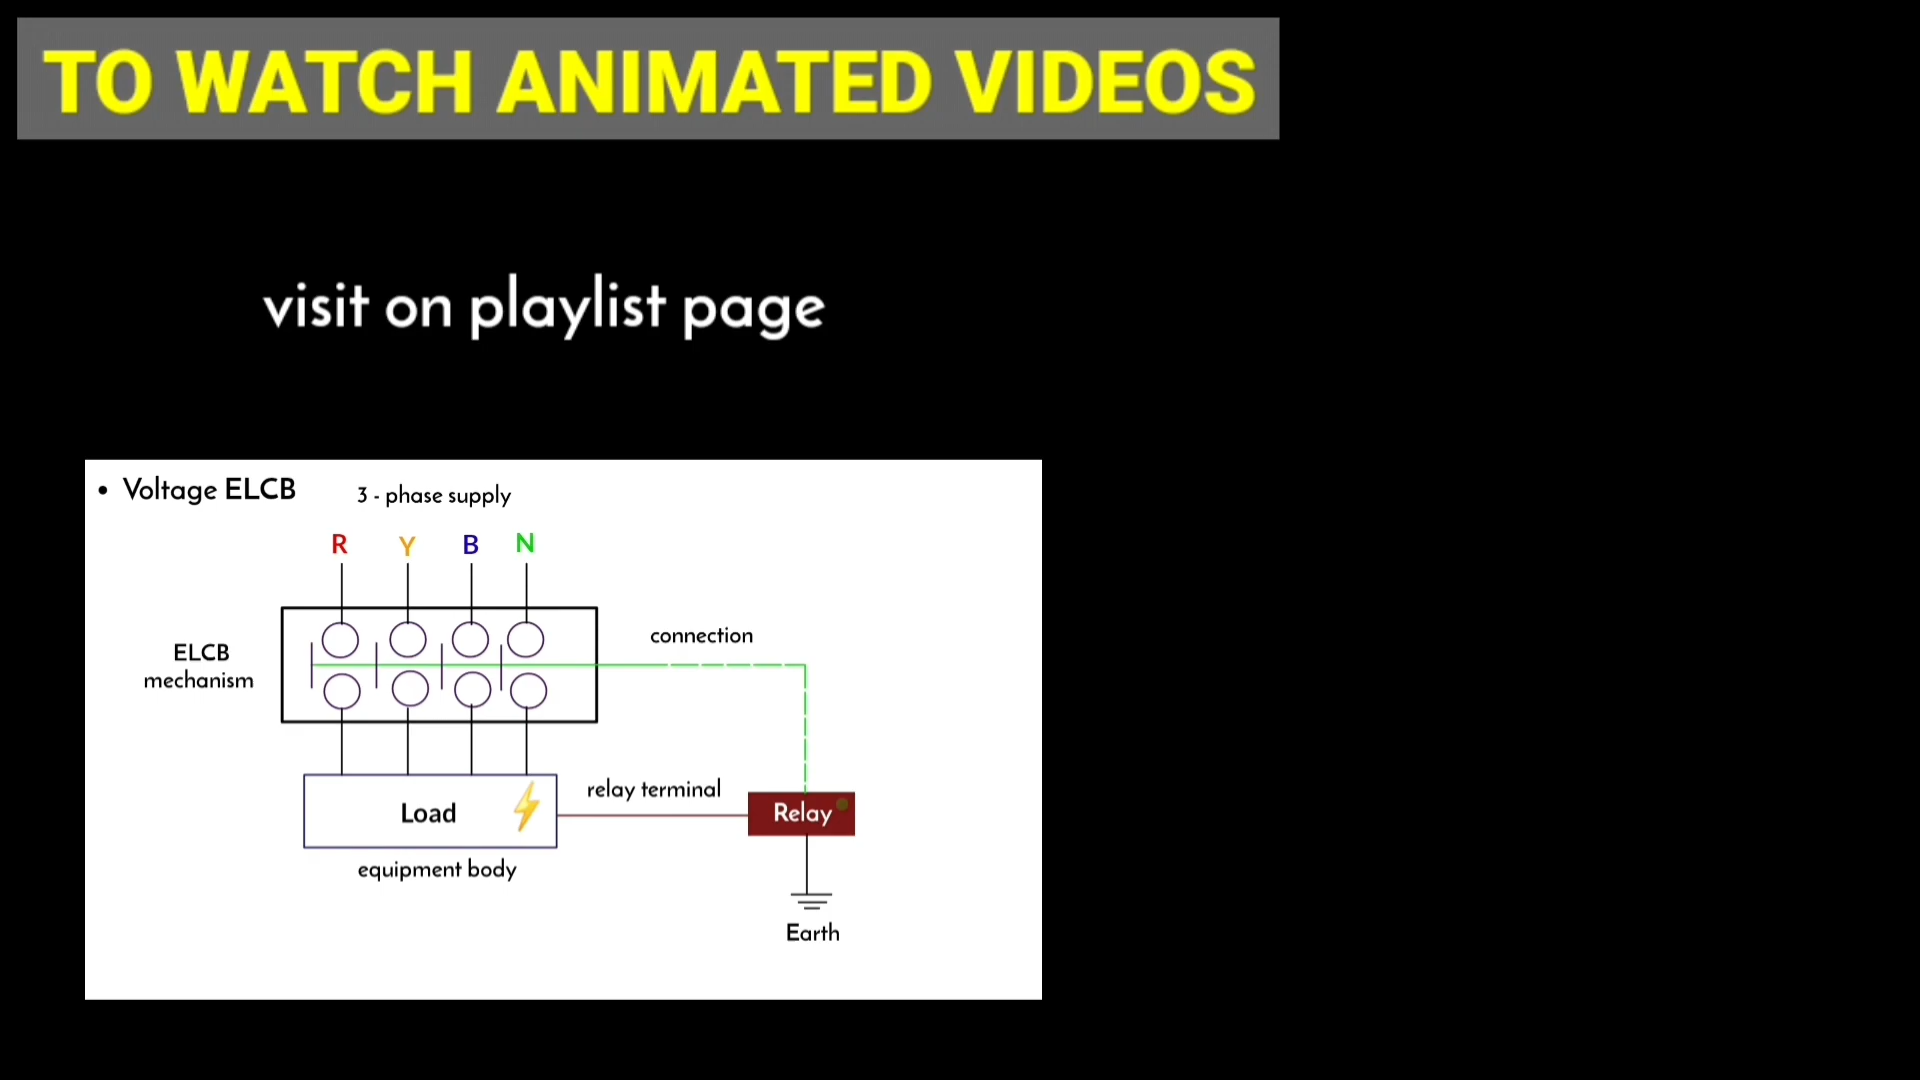 TO WATCH ANIMATED VIDEOS
visit on playlist page
• Voltage ELCB
3 - phase supply
R Y B N
connection
ELCB
mechanism
relay terminal
Load
Relay
equipment body
Earth